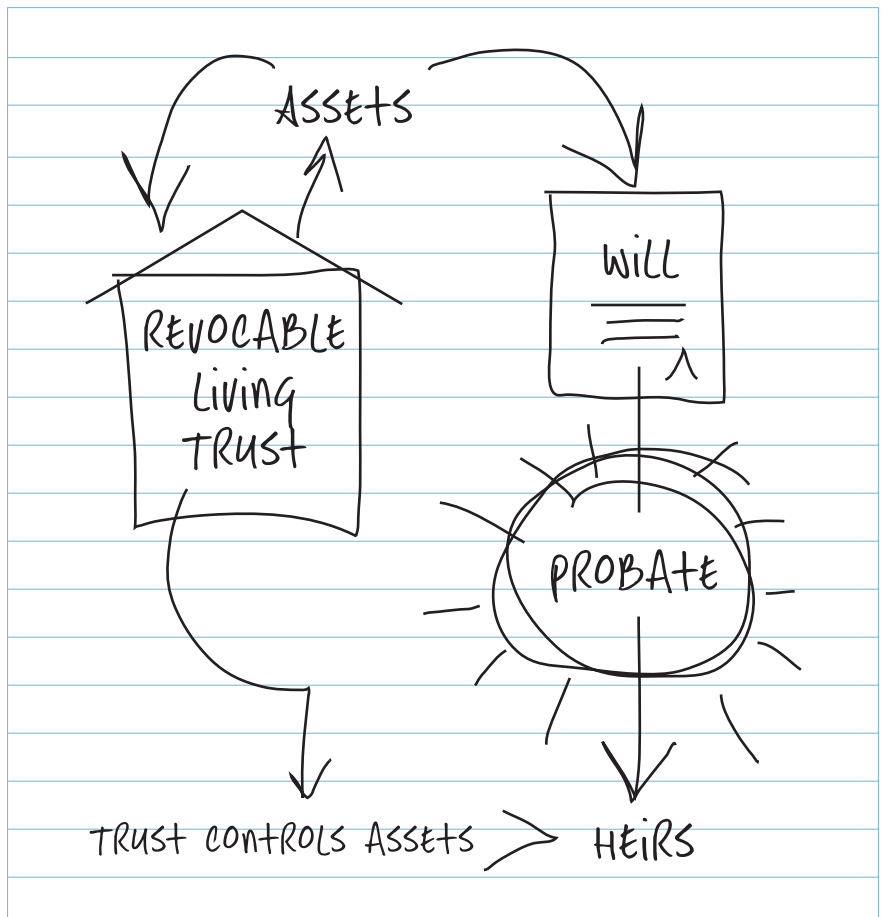 ASSETS
WiLL
REVOCABLE
Living
TRUSt
PROBAtE
TRUST CONtROLS ASSEtS > HEiRS